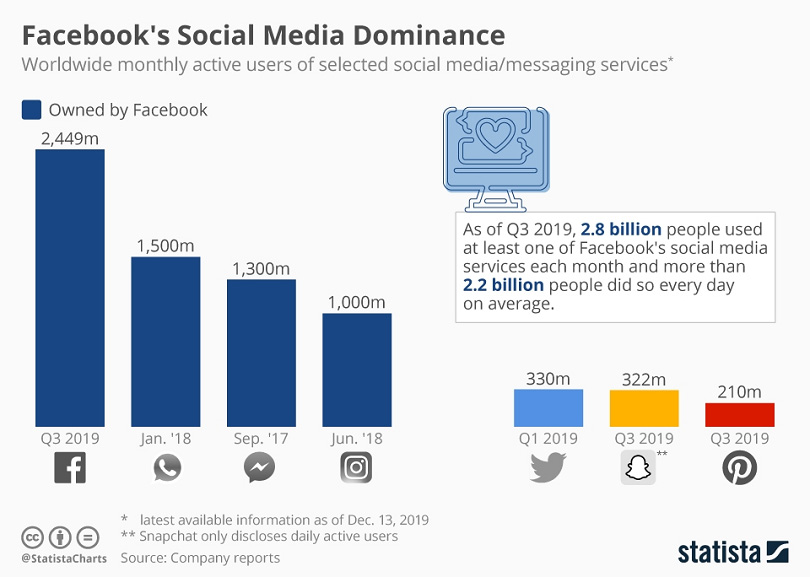 Facebook's Social Media Dominance
Worldwide monthly active users of selected social media/messaging services*
Owned by Facebook
2,449m
1,500m
1,300m
1,000m
As of Q3 2019, 2.8 billion people used
at least one of Facebook's social media
services each month and more than
2.2 billion people did so every day
on average.
330m
322m
210m
Q3 2019
Jan. '18
Sep. '17
Jun. '18
Q1 2019
Q3 2019
Q3 2019
**
* latest available information as of Dec. 13, 2019
** Snapchat only discloses daily active users
@StatistaCharts
Source: Company reports
cc
statista